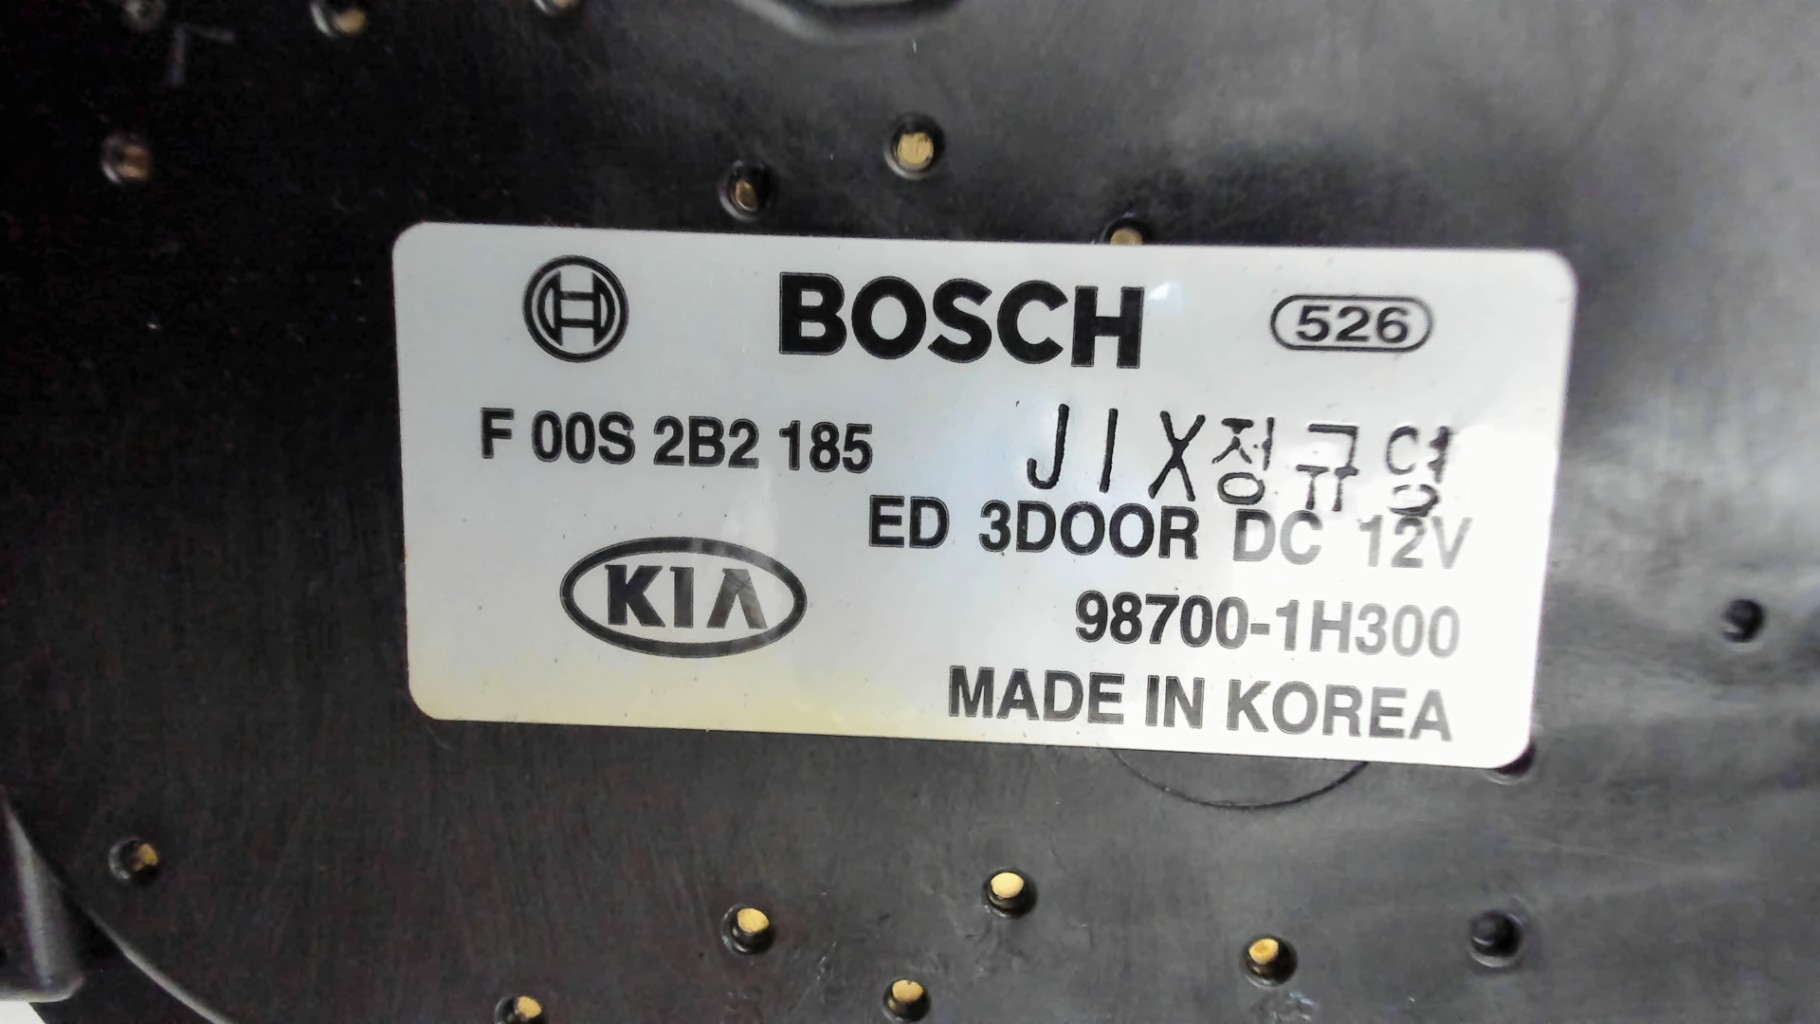 BOSCH 526
F 00S 2B2 185 JIX정규영
ED 3DOOR DC 12V
KIA
98700-1H300
MADE IN KOREA